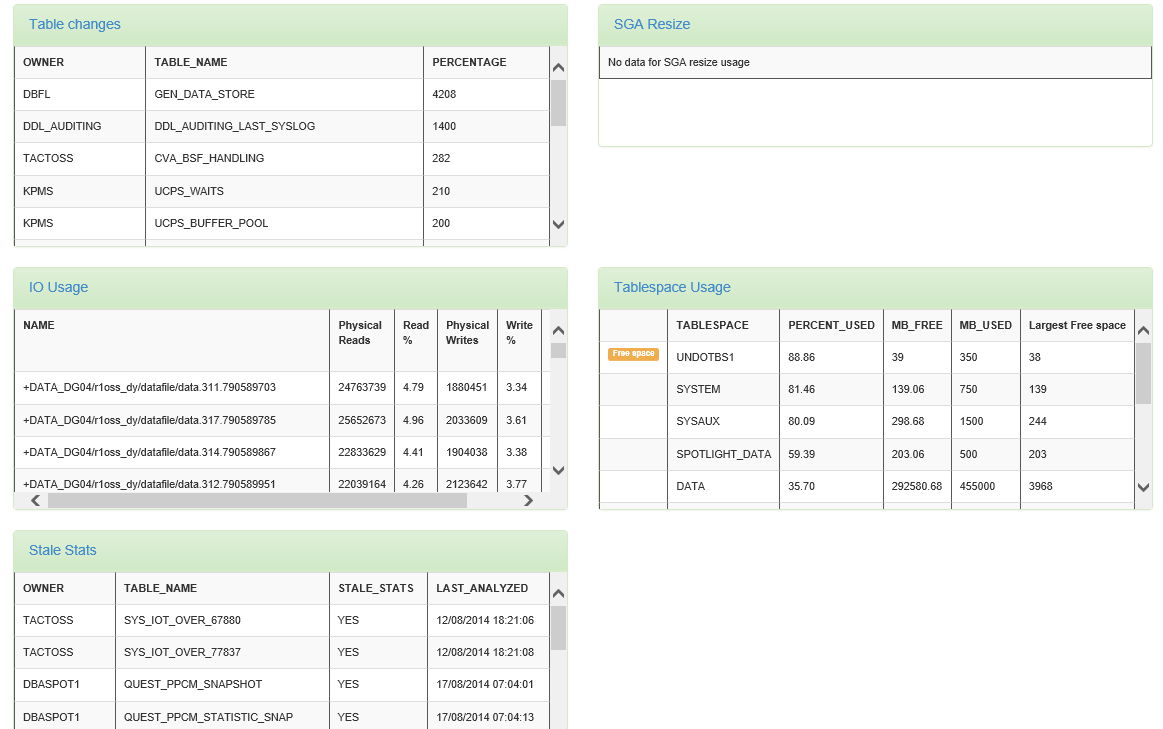 Table changes
OWNER TABLE_NAME PERCENTAGE
DBFL GEN_DATA_STORE 4208
DDL_AUDITING DDL_AUDITING_LAST_SYSLOG 1400
TACTOSS CVA_BSF_HANDLING 282
KPMS UCPS_WAITS 210
KPMS UCPS_BUFFER_POOL 200
SGA Resize
No data for SGA resize usage
IO Usage
NAME Physical Reads Read % Physical Writes Write %
+DATA_DG04/r1oss_dy/datafile/data.311.790589703 24763739 4.79 1880451 3.34
+DATA_DG04/r1oss_dy/datafile/data.317.790589785 25652673 4.96 2033609 3.61
+DATA_DG04/r1oss_dy/datafile/data.314.790589867 22833629 4.41 1904038 3.38
+DATA_DG04/r1oss_dy/datafile/data.312.790589951 22039164 4.26 2123642 3.77
Tablespace Usage
TABLESPACE PERCENT_USED MB_FREE MB_USED Largest Free space
Free space UNDOTBS1 88.86 39 350 38
SYSTEM 81.46 139.06 750 139
SYSAUX 80.09 298.68 1500 244
SPOTLIGHT_DATA 59.39 203.06 500 203
DATA 35.70 292580.68 455000 3968
Stale Stats
OWNER TABLE_NAME STALE_STATS LAST_ANALYZED
TACTOSS SYS_IOT_OVER_67880 YES 12/08/2014 18:21:06
TACTOSS SYS_IOT_OVER_77837 YES 12/08/2014 18:21:08
DBASPOT1 QUEST_PPCM_SNAPSHOT YES 17/08/2014 07:04:01
DBASPOT1 QUEST_PPCM_STATISTIC_SNAP YES 17/08/2014 07:04:13